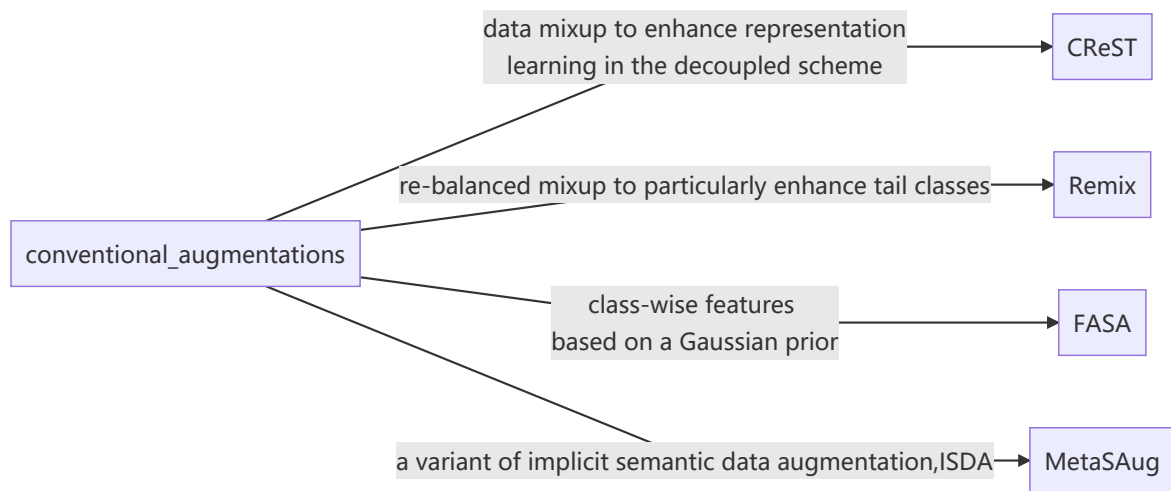 data mixup to enhance representation
learning in the decoupled scheme
CReST
re-balanced mixup to particularly enhance tail classes
Remix
conventional_augmentations
class-wise features
based on a Gaussian prior
FASA
a variant of implicit semantic data augmentation,ISDA
MetaSAug